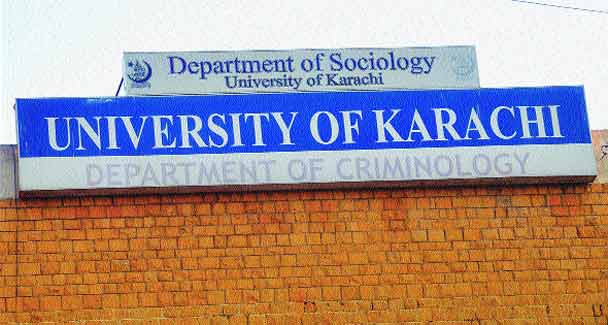 Department of Sociology
University of Karachi
UNIVERSITY OF KARACHI
DEPARTMENT OF CRIMINOLOGY